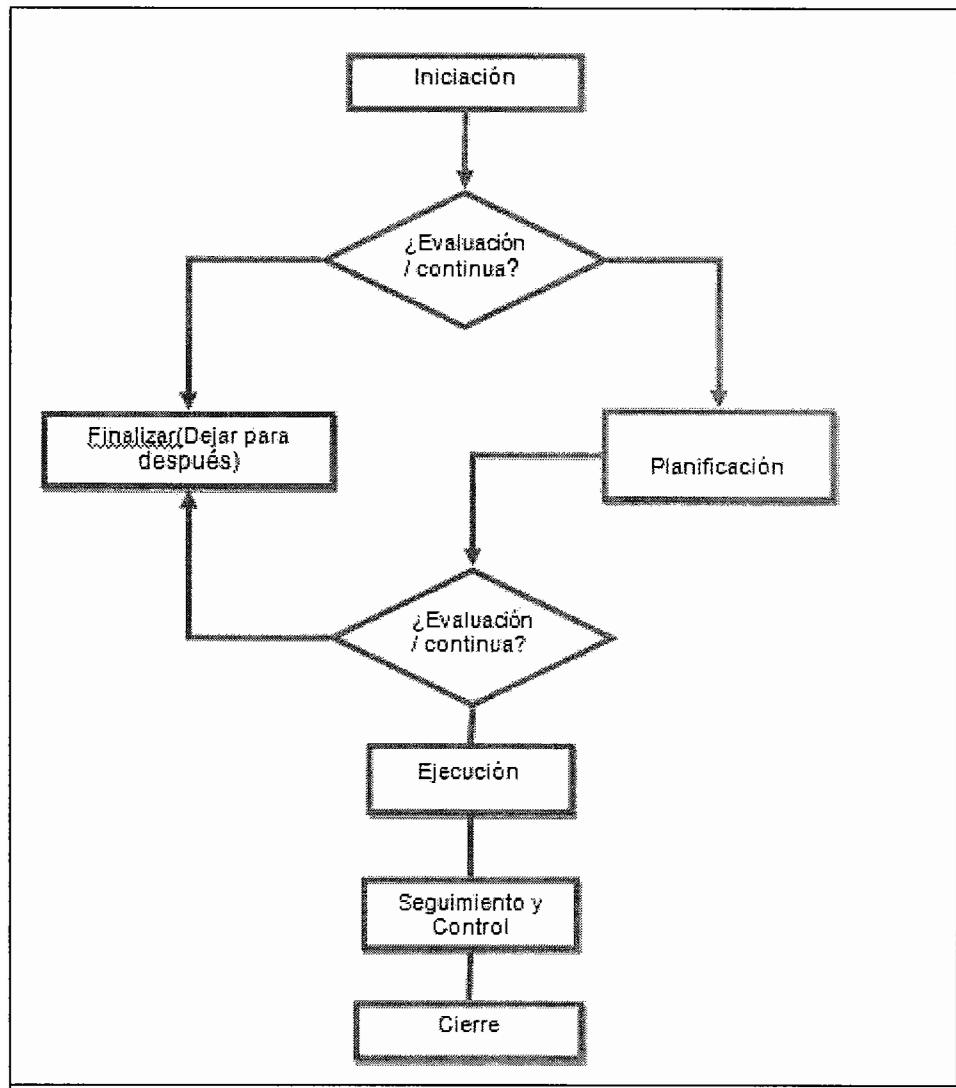 Iniciación
¿Evaluación
/ continua?
Finalizar(Dejar para
después)
Planificación
¿Evaluación
/ continua?
Ejecución
Seguimiento y
Control
Cierre